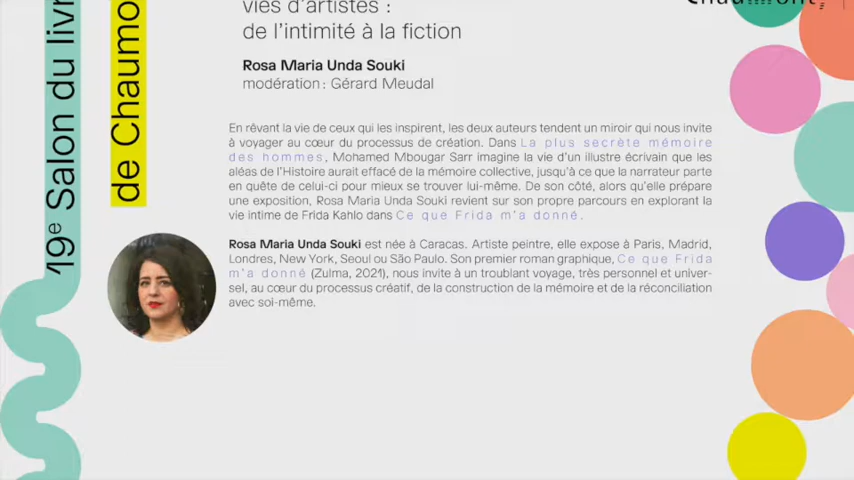 vies d'artistes :
de l'intimité à la fiction
Rosa Maria Unda Souki
modération : Gérard Meudal
En rêvant la vie de ceux qui les inspirent, les deux auteurs tendent un miroir qui nous invite
à voyager au cœur du processus de création. Dans La plus secrète mémoire
des hommes, Mohamed Mbougar Sarr imagine la vie d'un illustre écrivain que les
aléas de l'Histoire aurait effacé de la mémoire collective, jusqu'à ce que la narrateur parte
en quête de celui-ci pour mieux se trouver lui-même. De son côté, alors qu'elle prépare
une exposition, Rosa Maria Unda Souki revient sur son propre parcours en explorant la
vie intime de Frida Kahlo dans Ce que Frida m'a donné.
Rosa Maria Unda Souki est née à Caracas. Artiste peintre, elle expose à Paris, Madrid,
Londres, New York, Seoul ou São Paulo. Son premier roman graphique, Ce que Frida
m'a donné (Zulma, 2021), nous invite à un troublant voyage, très personnel et univer-
sel, au cœur du processus créatif, de la construction de la mémoire et de la réconciliation
avec soi-même.
19e Salon du livr
de Chaumo